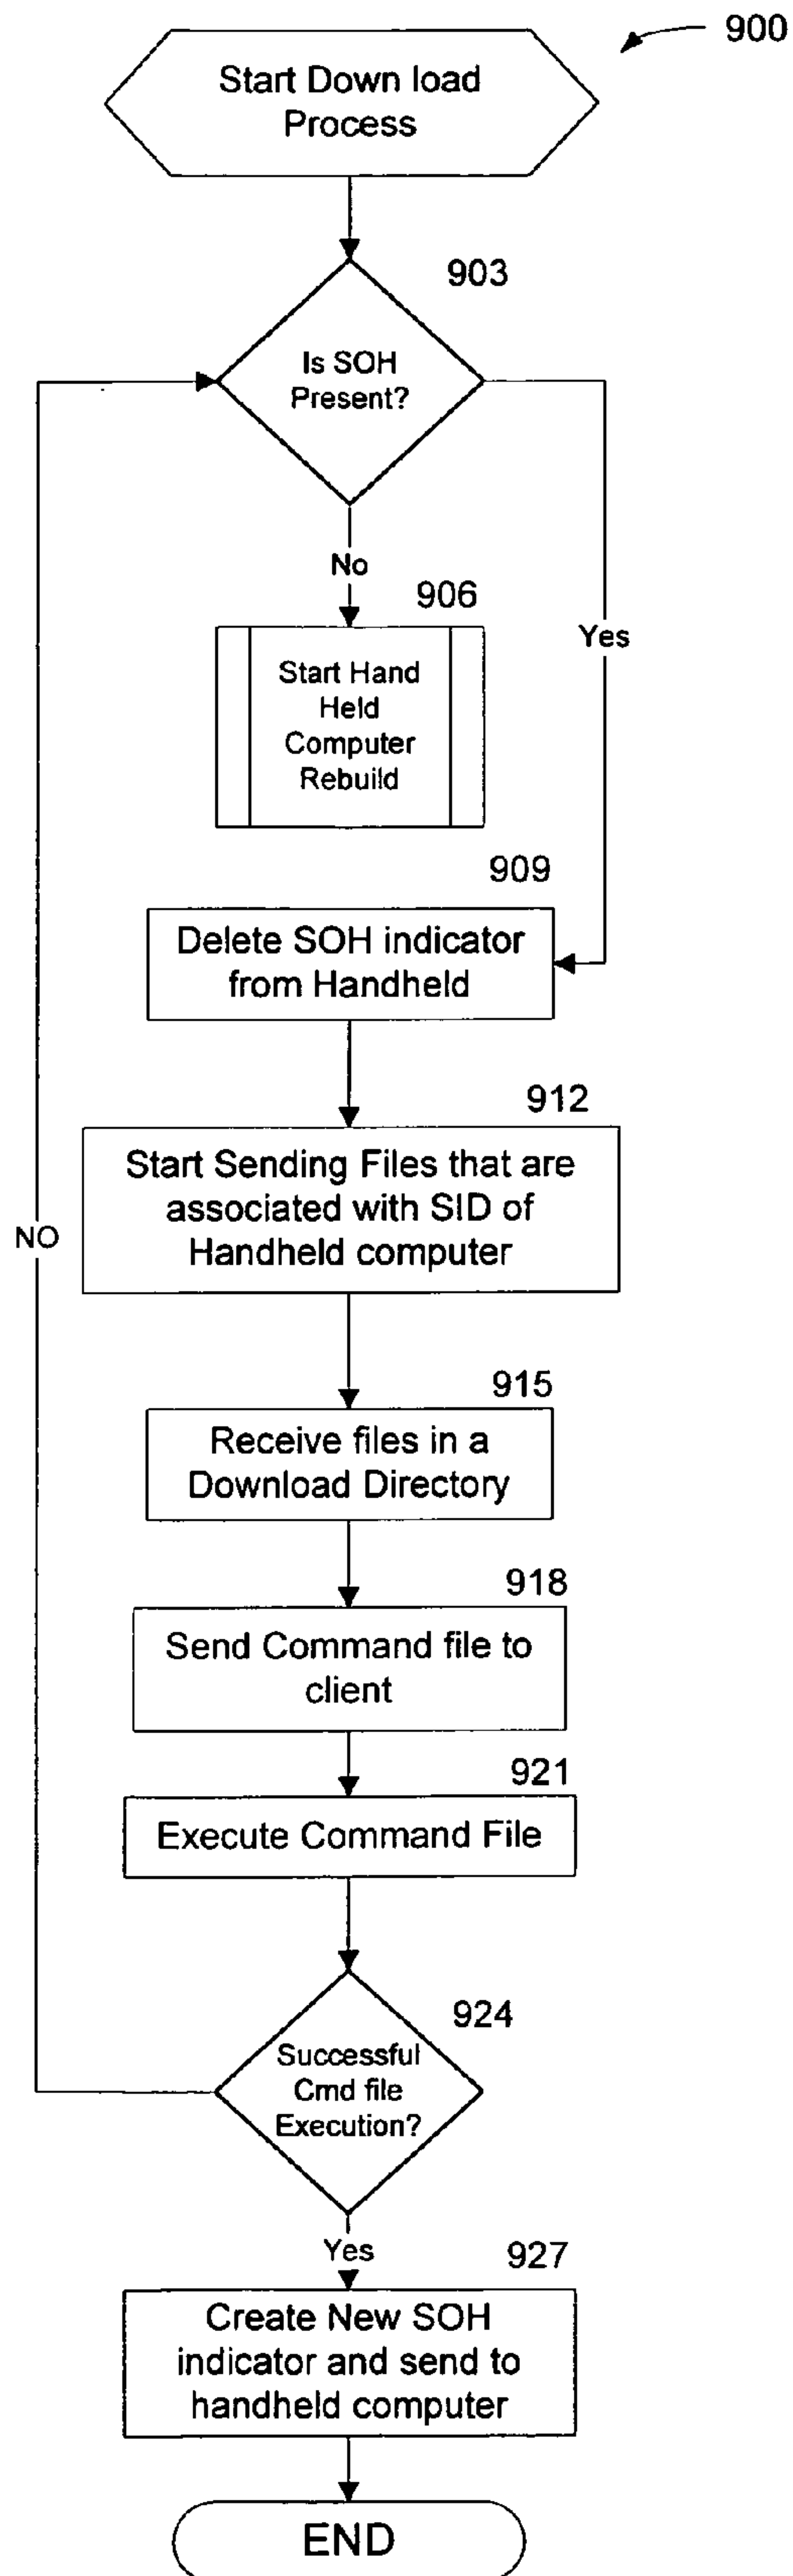 900
Start Down load
Process
903
Is SOH
Present?
No
906
Yes
Start Hand
Held
Computer
Rebuild
909
Delete SOH indicator
from Handheld
912
Start Sending Files that are
associated with SID of
Handheld computer
NO
915
Receive files in a
Download Directory
918
Send Command file to
client
921
Execute Command File
924
Successful
Cmd file
Execution?
Yes
927
Create New SOH
indicator and send to
handheld computer
END